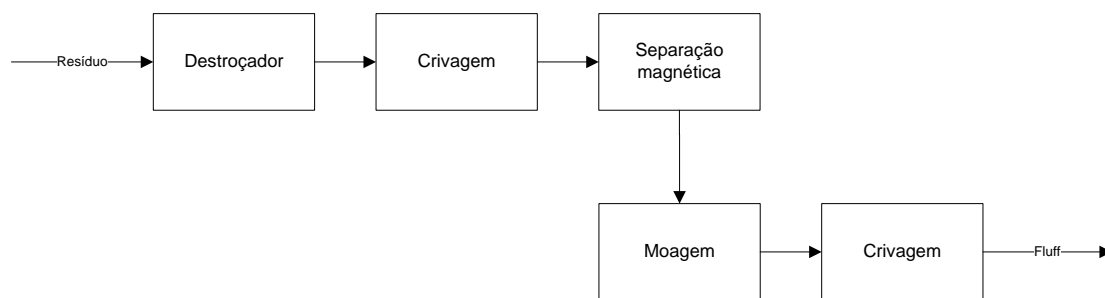 Resíduo
Destroçador
Crivagem
Separação
magnética
Moagem
Crivagem
Fluff